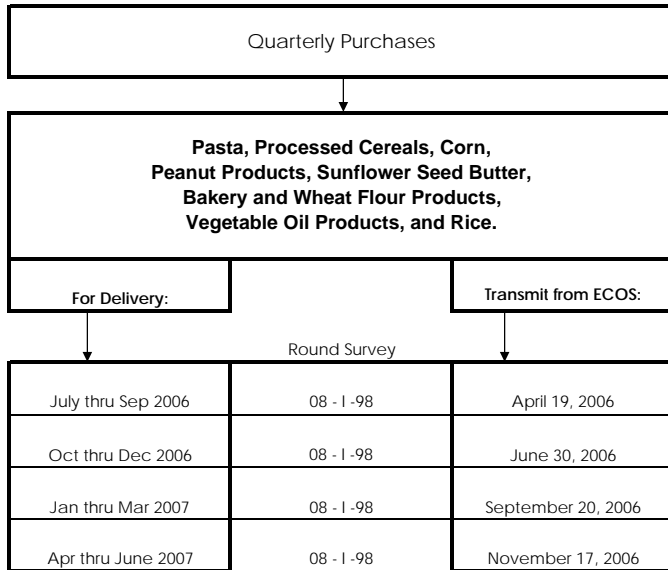 Quarterly Purchases
Pasta, Processed Cereals, Corn,
Peanut Products, Sunflower Seed Butter,
Bakery and Wheat Flour Products,
Vegetable Oil Products, and Rice.
For Delivery:
Transmit from ECOS:
Round Survey
July thru Sep 2006 08 - I -98 April 19, 2006
Oct thru Dec 2006 08 - I -98 June 30, 2006
Jan thru Mar 2007 08 - I -98 September 20, 2006
Apr thru June 2007 08 - I-98 November 17, 2006